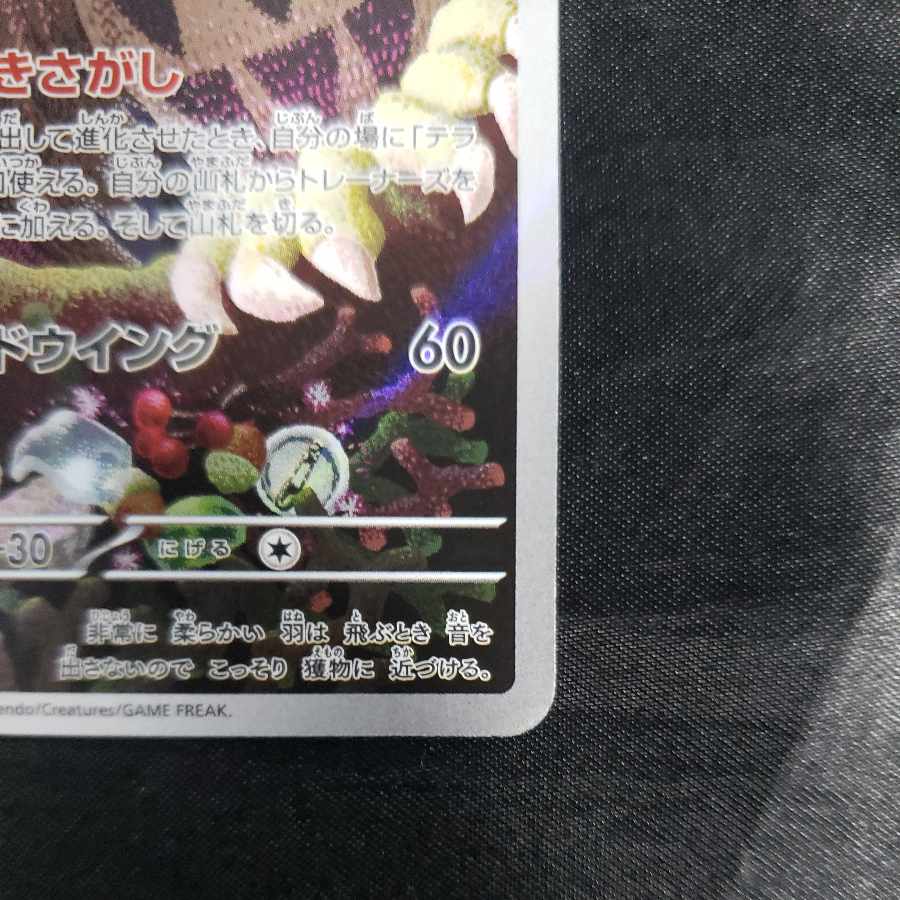 きさがし
出して進化させたとき、自分の場に「テラ
使える。自分の山札からトレーナーズを
に加える。そして山札を切る。
ドウイング 60
-30 にげる
非常に 柔らかい 羽は 飛ぶとき 音を
出さないので こっそり 獲物に 近づける。
endo/Creatures/GAME FREAK.